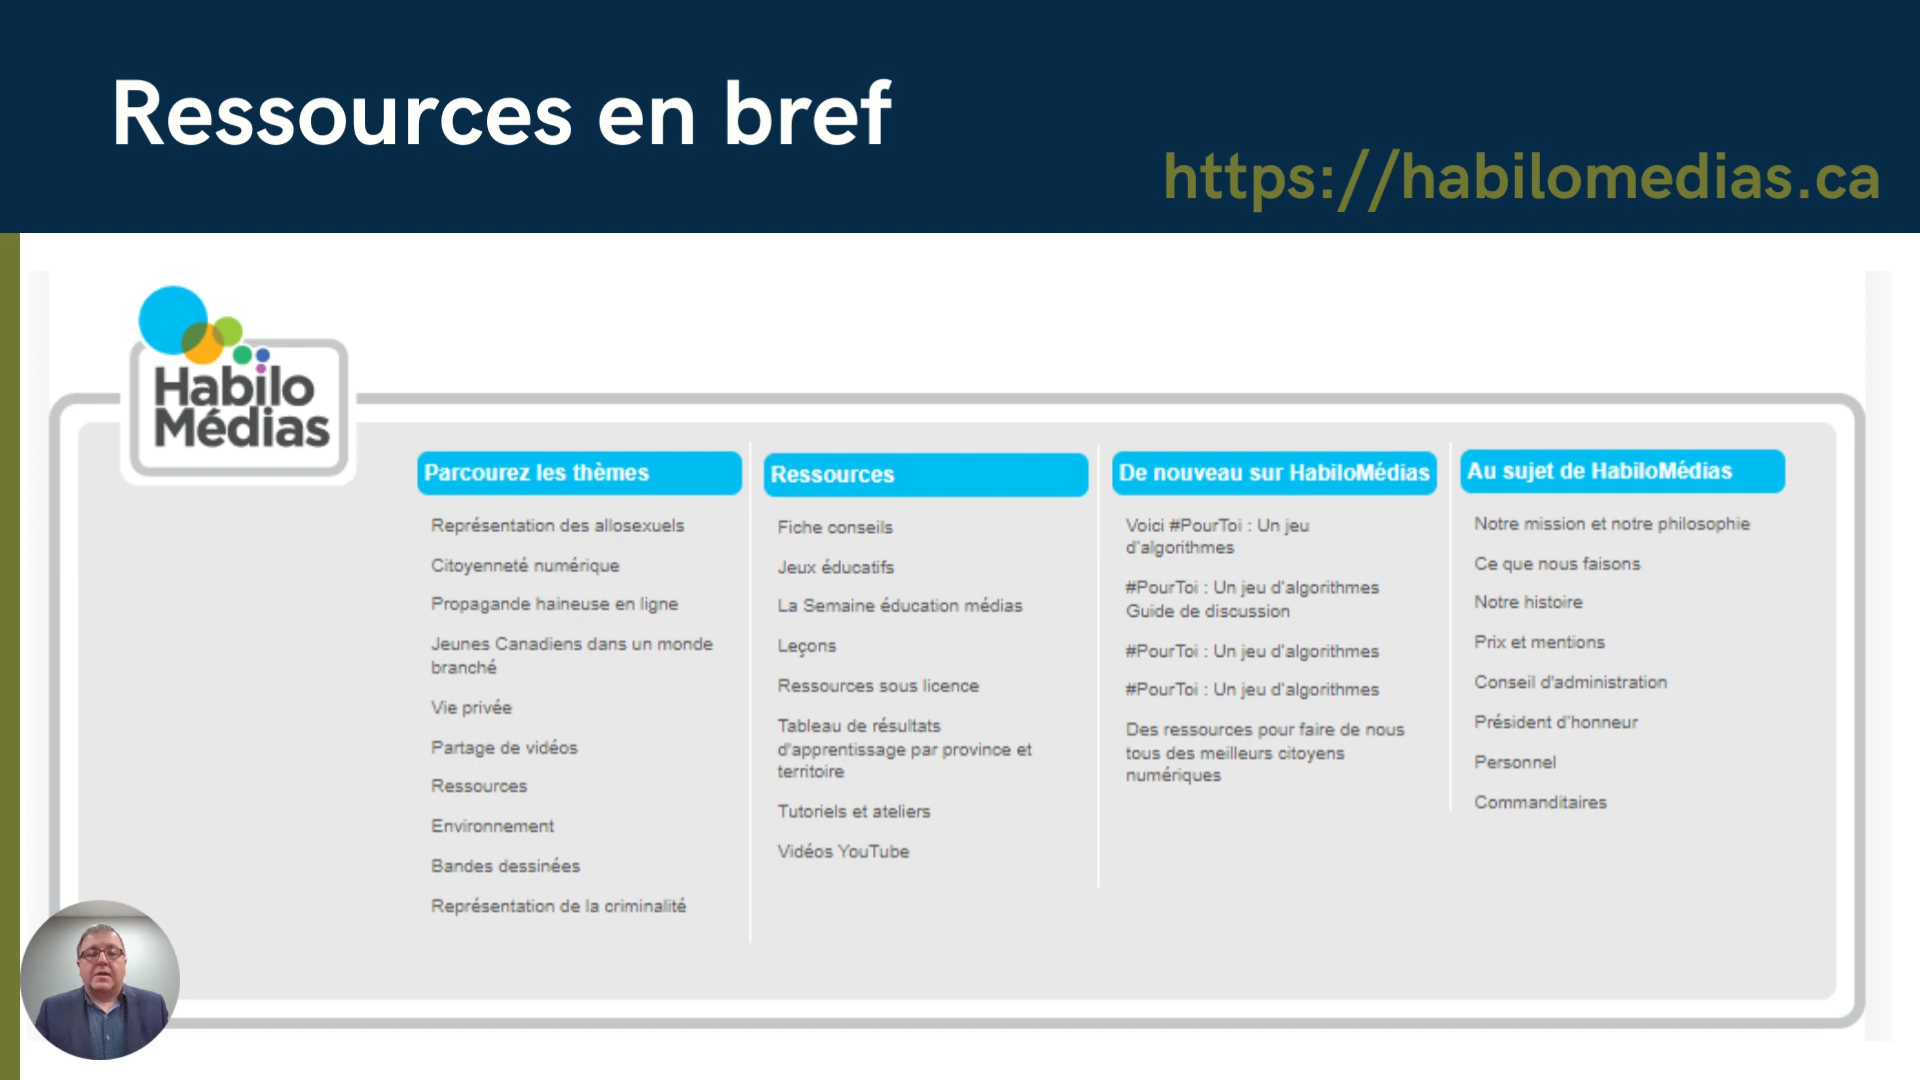 Ressources en bref
https://habilomedias.ca
Habilo
Médias
Parcourez les thèmes
Représentation des allosexuels
Citoyenneté numérique
Propagande haineuse en ligne
Jeunes Canadiens dans un monde
branché
Vie privée
Partage de vidéos
Ressources
Environnement
Bandes dessinées
Représentation de la criminalité
Ressources
Fiche conseils
Jeux éducatifs
La Semaine éducation médias
Leçons
Ressources sous licence
Tableau de résultats
d'apprentissage par province et
territoire
Tutoriels et ateliers
Vidéos YouTube
De nouveau sur HabiloMédias
Voici #PourToi : Un jeu
d'algorithmes
#PourToi : Un jeu d'algorithmes
Guide de discussion
#PourToi : Un jeu d'algorithmes
#PourToi : Un jeu d'algorithmes
Des ressources pour faire de nous
tous des meilleurs citoyens
numériques
Au sujet de HabiloMédias
Notre mission et notre philosophie
Ce que nous faisons
Notre histoire
Prix et mentions
Conseil d'administration
Président d'honneur
Personnel
Commanditaires